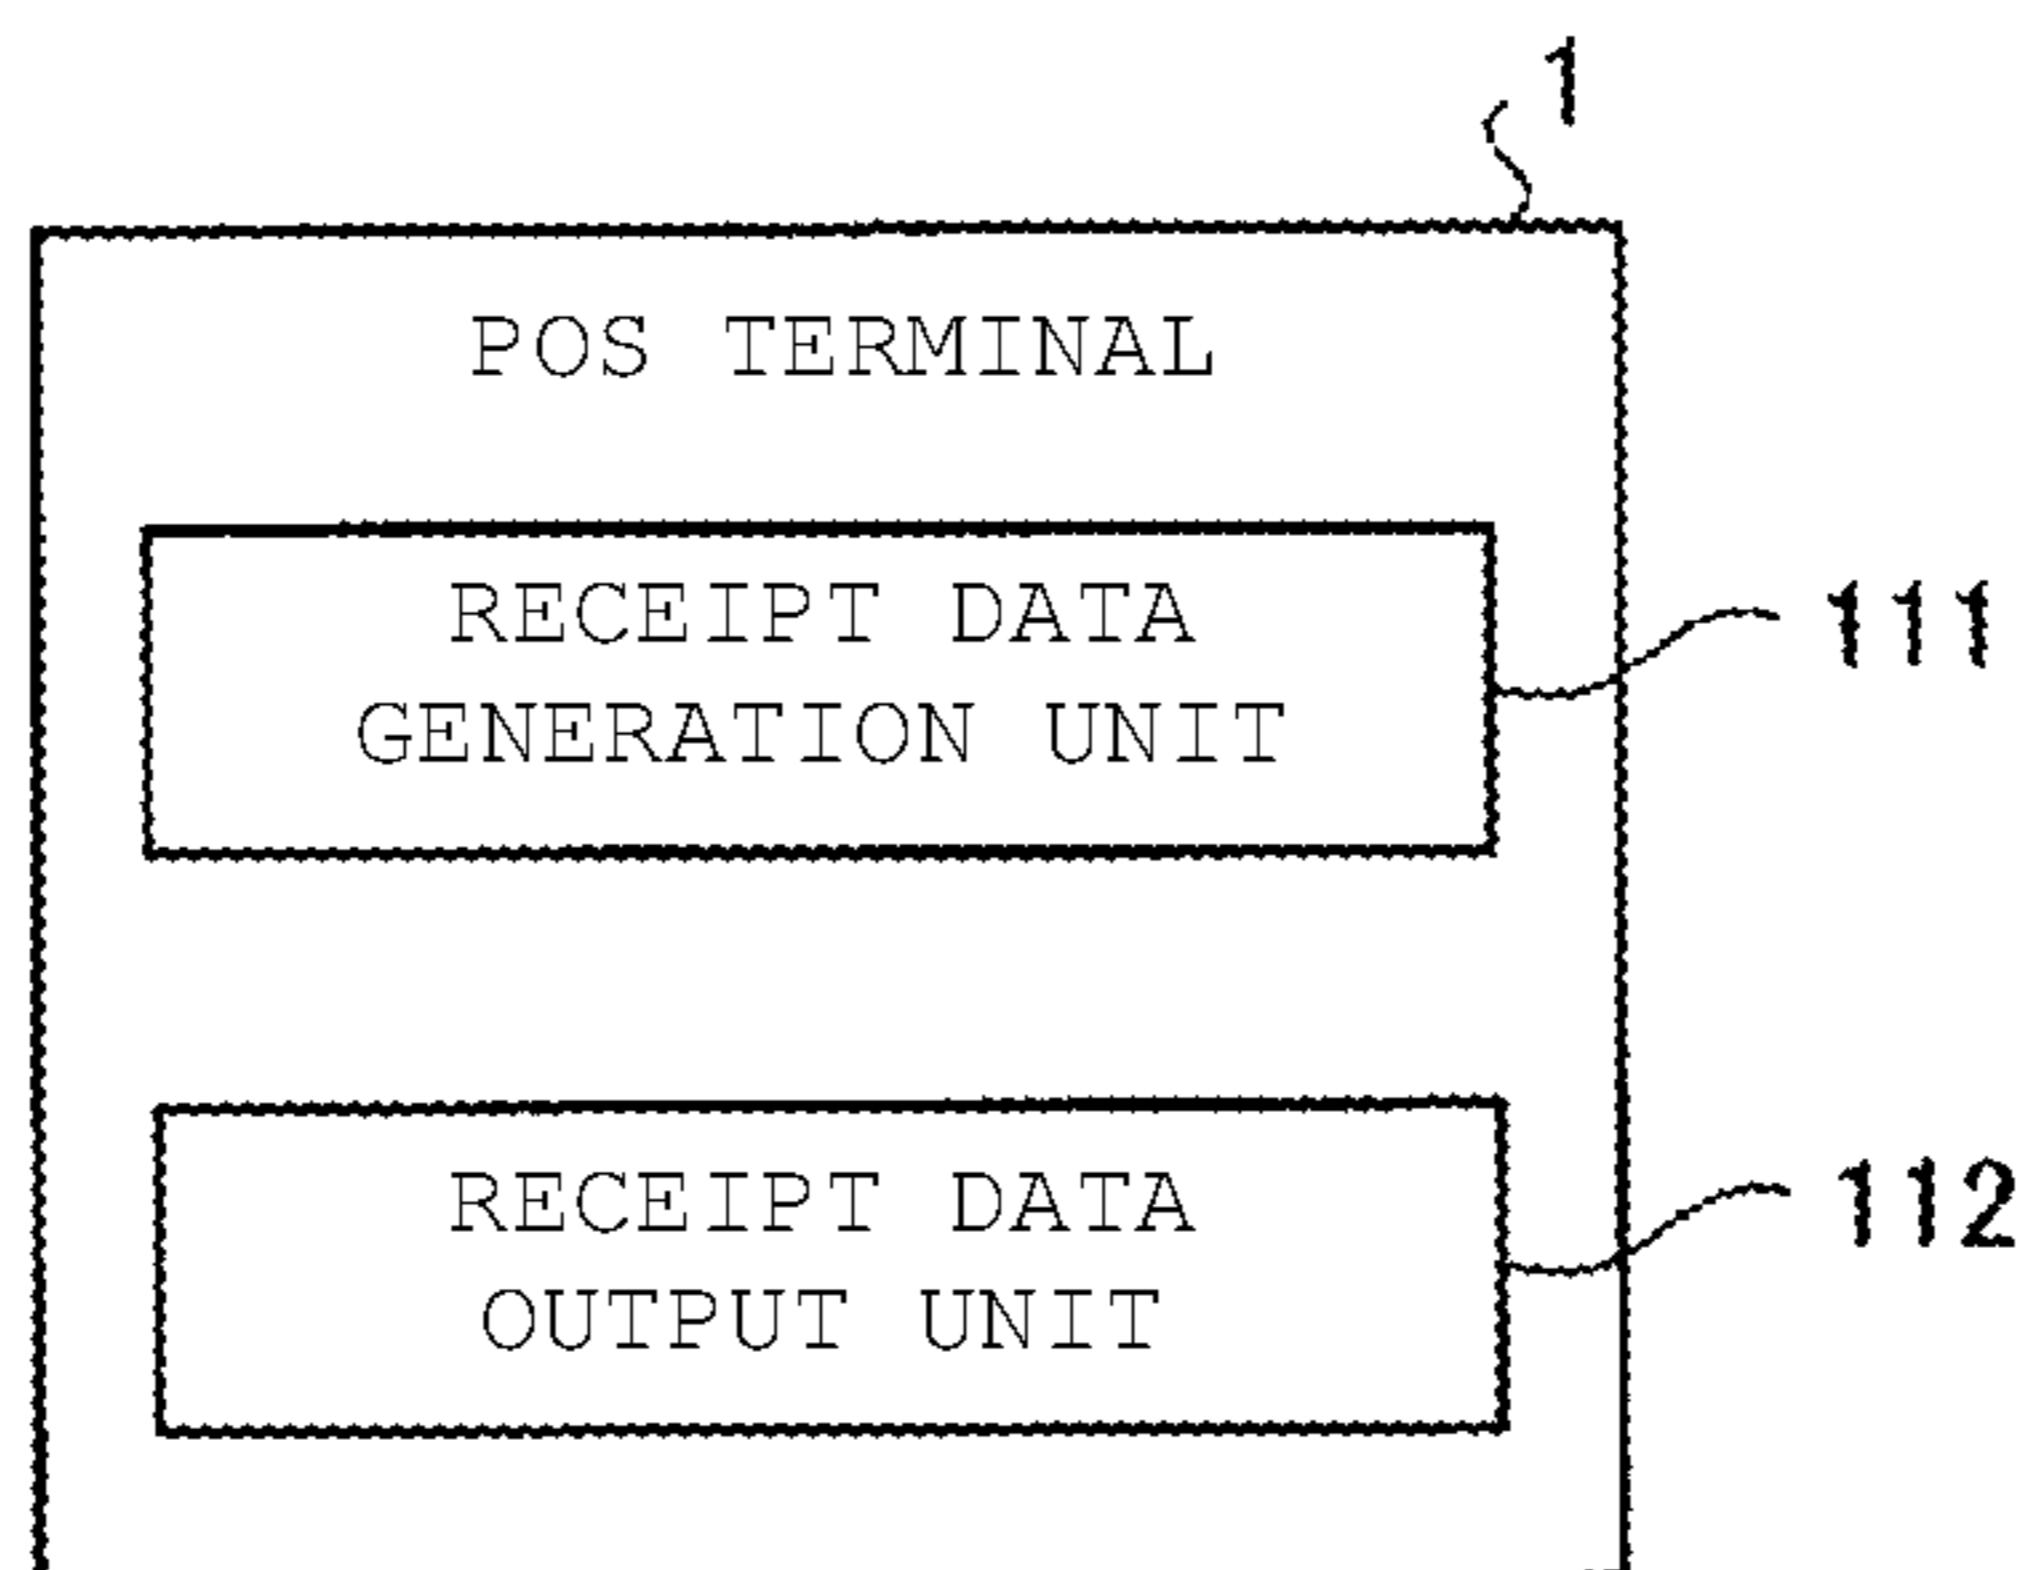 1
POS TERMINAL
RECEIPT DATA
GENERATION UNIT
111
RECEIPT DATA
OUTPUT UNIT
112